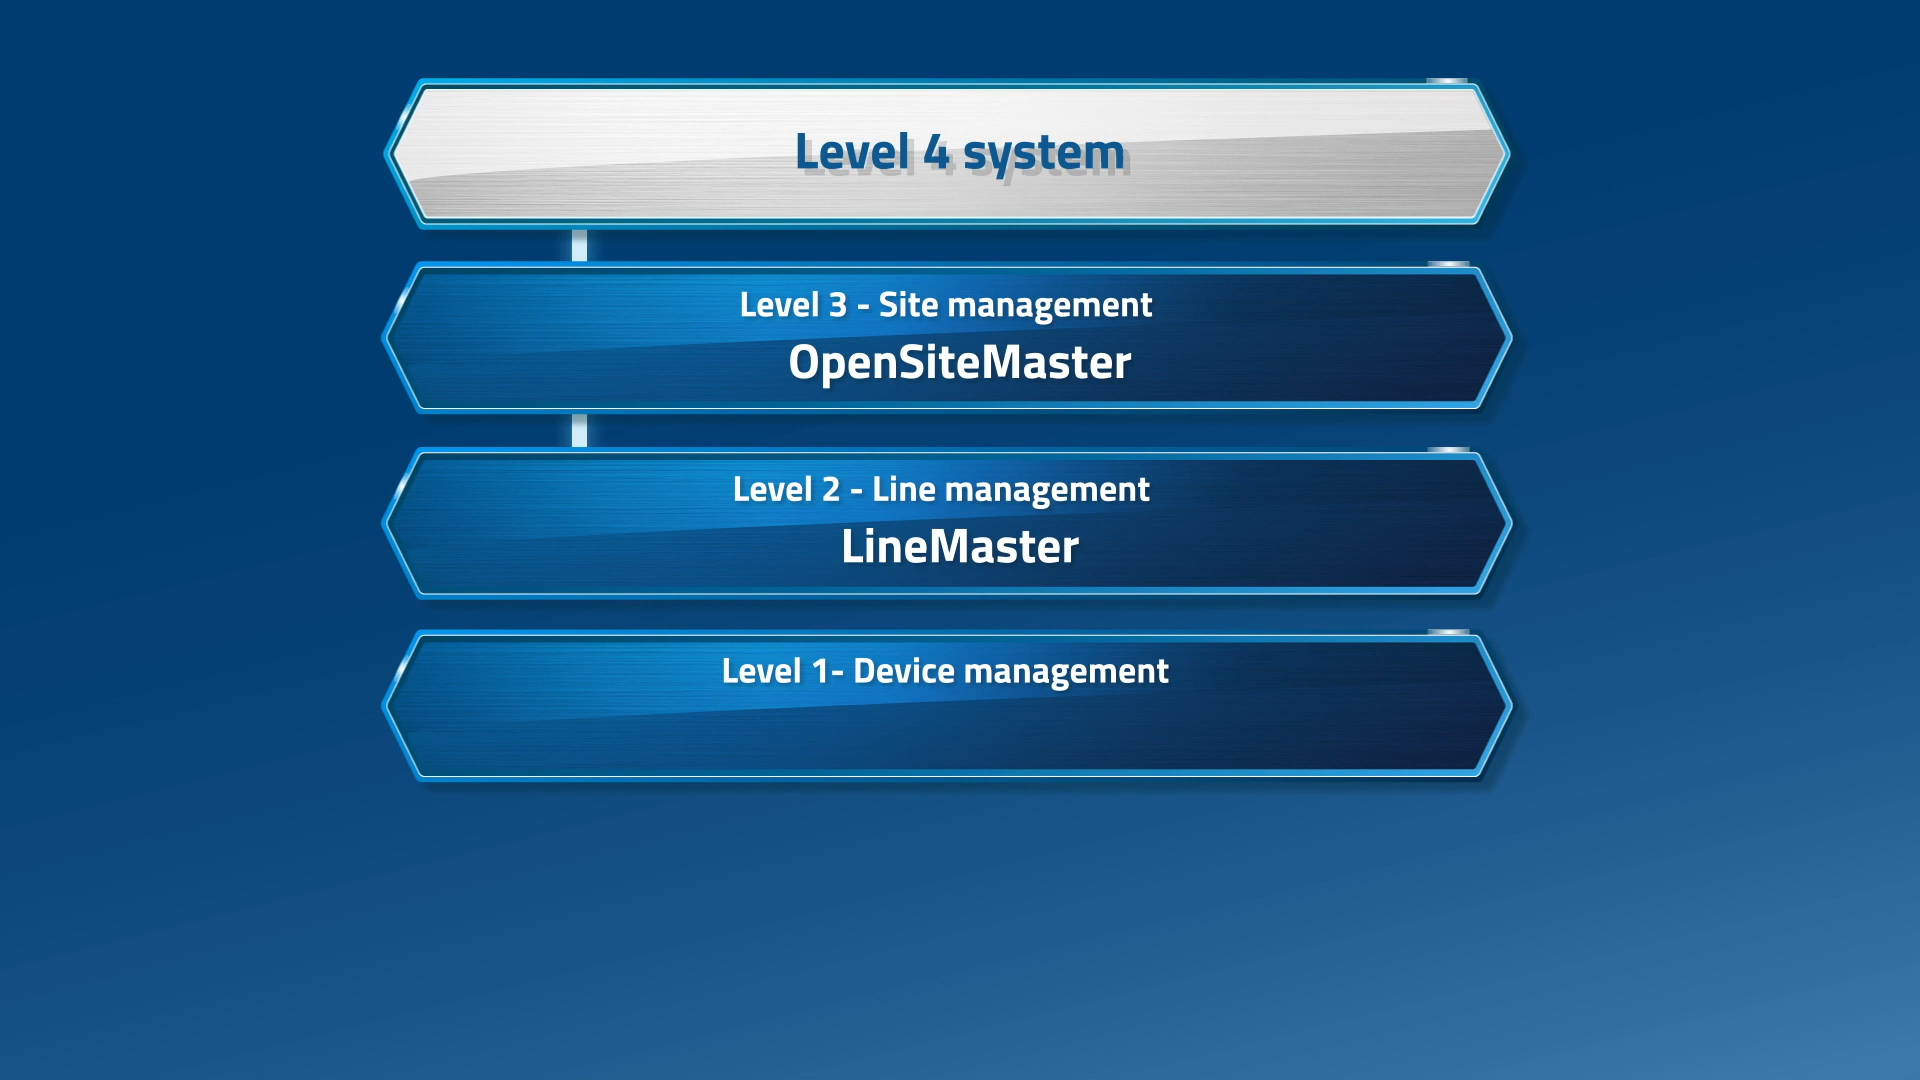 Level 4 system
Level 3 - Site management
OpenSiteMaster
Level 2 - Line management
LineMaster
Level 1- Device management